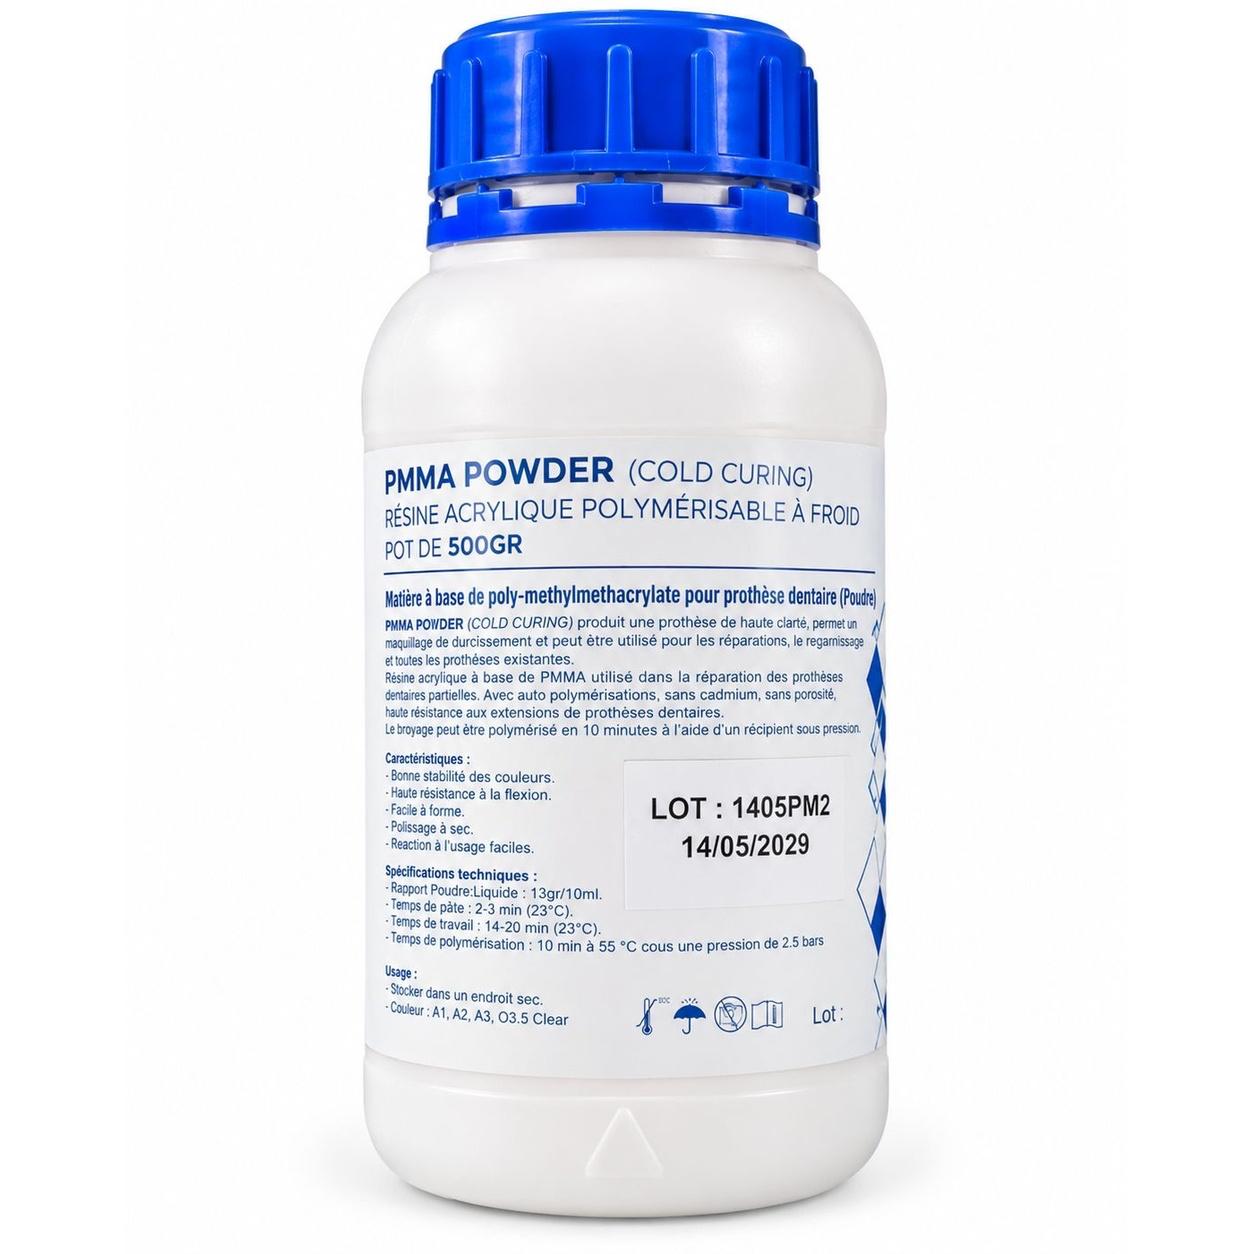 PMMA POWDER (COLD CURING)
RÉSINE ACRYLIQUE POLYMÉRISABLE À FROID
POT DE 500GR
Matière à base de poly-methylmethacrylate pour prothèse dentaire (Poudre)
PMMA POWDER (COLD CURING) produit une prothèse de haute clarté, permet un
maquillage de durcissement et peut être utilisé pour les réparations, le regarnissage
et toutes les prothéses existantes.
Résine acrylique à base de PMMA utilisé dans la réparation des prothèses
dentaires partielles. Avec auto polymérisations, sans cadmium, sans porosité,
haute résistance aux extensions de prothèses dentaires.
Le broyage peut être polymérisé en 10 minutes à l'aide d'un récipient sous pression.
Caractéristiques :
- Bonne stabilité des couleurs.
- Haute résistance à la flexion.
- Facile à forme.
- Polissage à sec.
- Reaction à l'usage faciles.
LOT : 1405PM2
14/05/2029
Spécifications techniques :
- Rapport Poudre:Liquide : 13gr/10ml.
- Temps de pâte : 2-3 min (23°C).
- Temps de travail : 14-20 min (23°C).
- Temps de polymérisation : 10 min à 55 °C cous une pression de 2.5 bars
Usage :
- Stocker dans un endroit sec.
- Couleur : A1, A2, A3, O3.5 Clear
Lot :